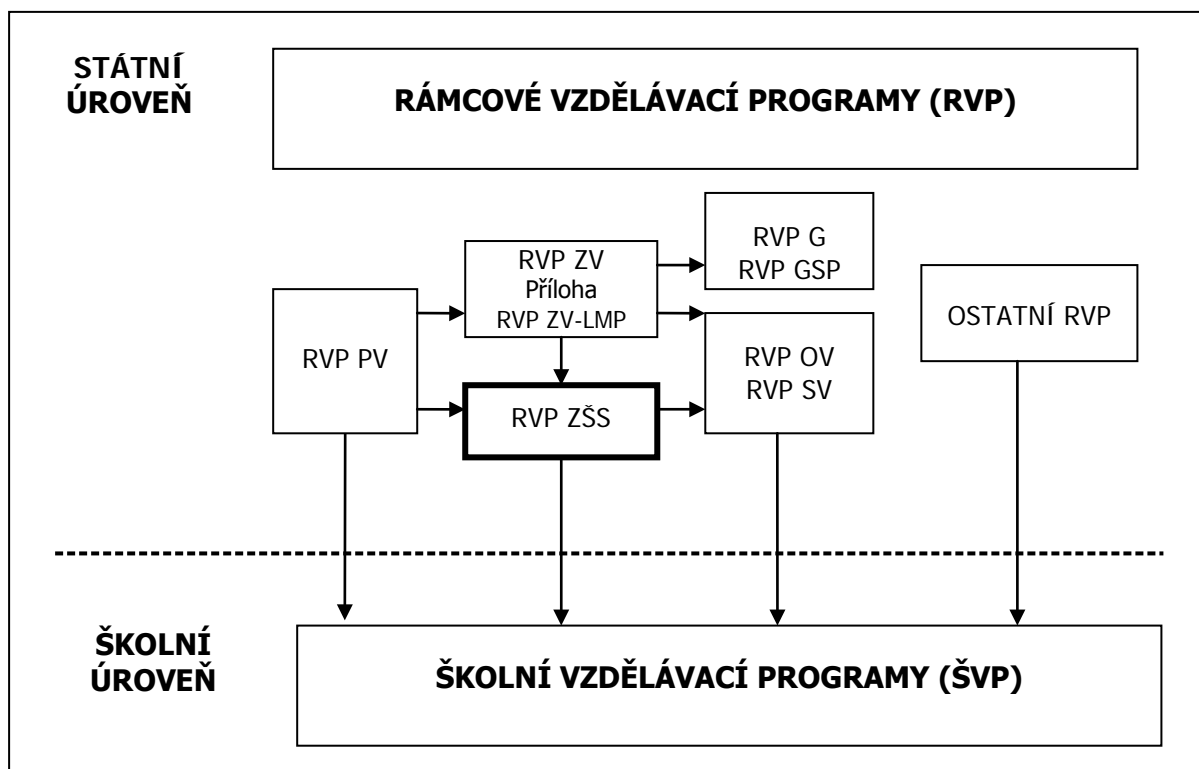 STÁTNÍ
ÚROVEŇ
RÁMCOVÉ VZDĚLÁVACÍ PROGRAMY (RVP)
RVP PV
RVP ZV
Příloha
RVP ZV-LMP
RVP ZŠS
RVP G
RVP GSP
RVP OV
RVP SV
OSTATNÍ RVP
ŠKOLNÍ
ÚROVEŇ
ŠKOLNÍ VZDĚLÁVACÍ PROGRAMY (ŠVP)